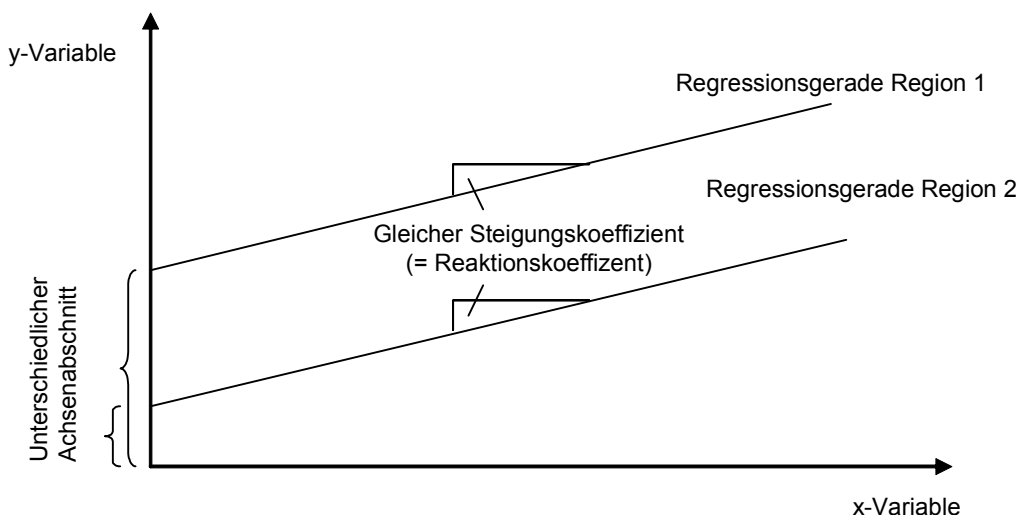 y-Variable
Regressionsgerade Region 1
Regressionsgerade Region 2
Gleicher Steigungskoeffizient
(= Reaktionskoeffizent)
Unterschiedlicher
Achsenabschnitt
x-Variable